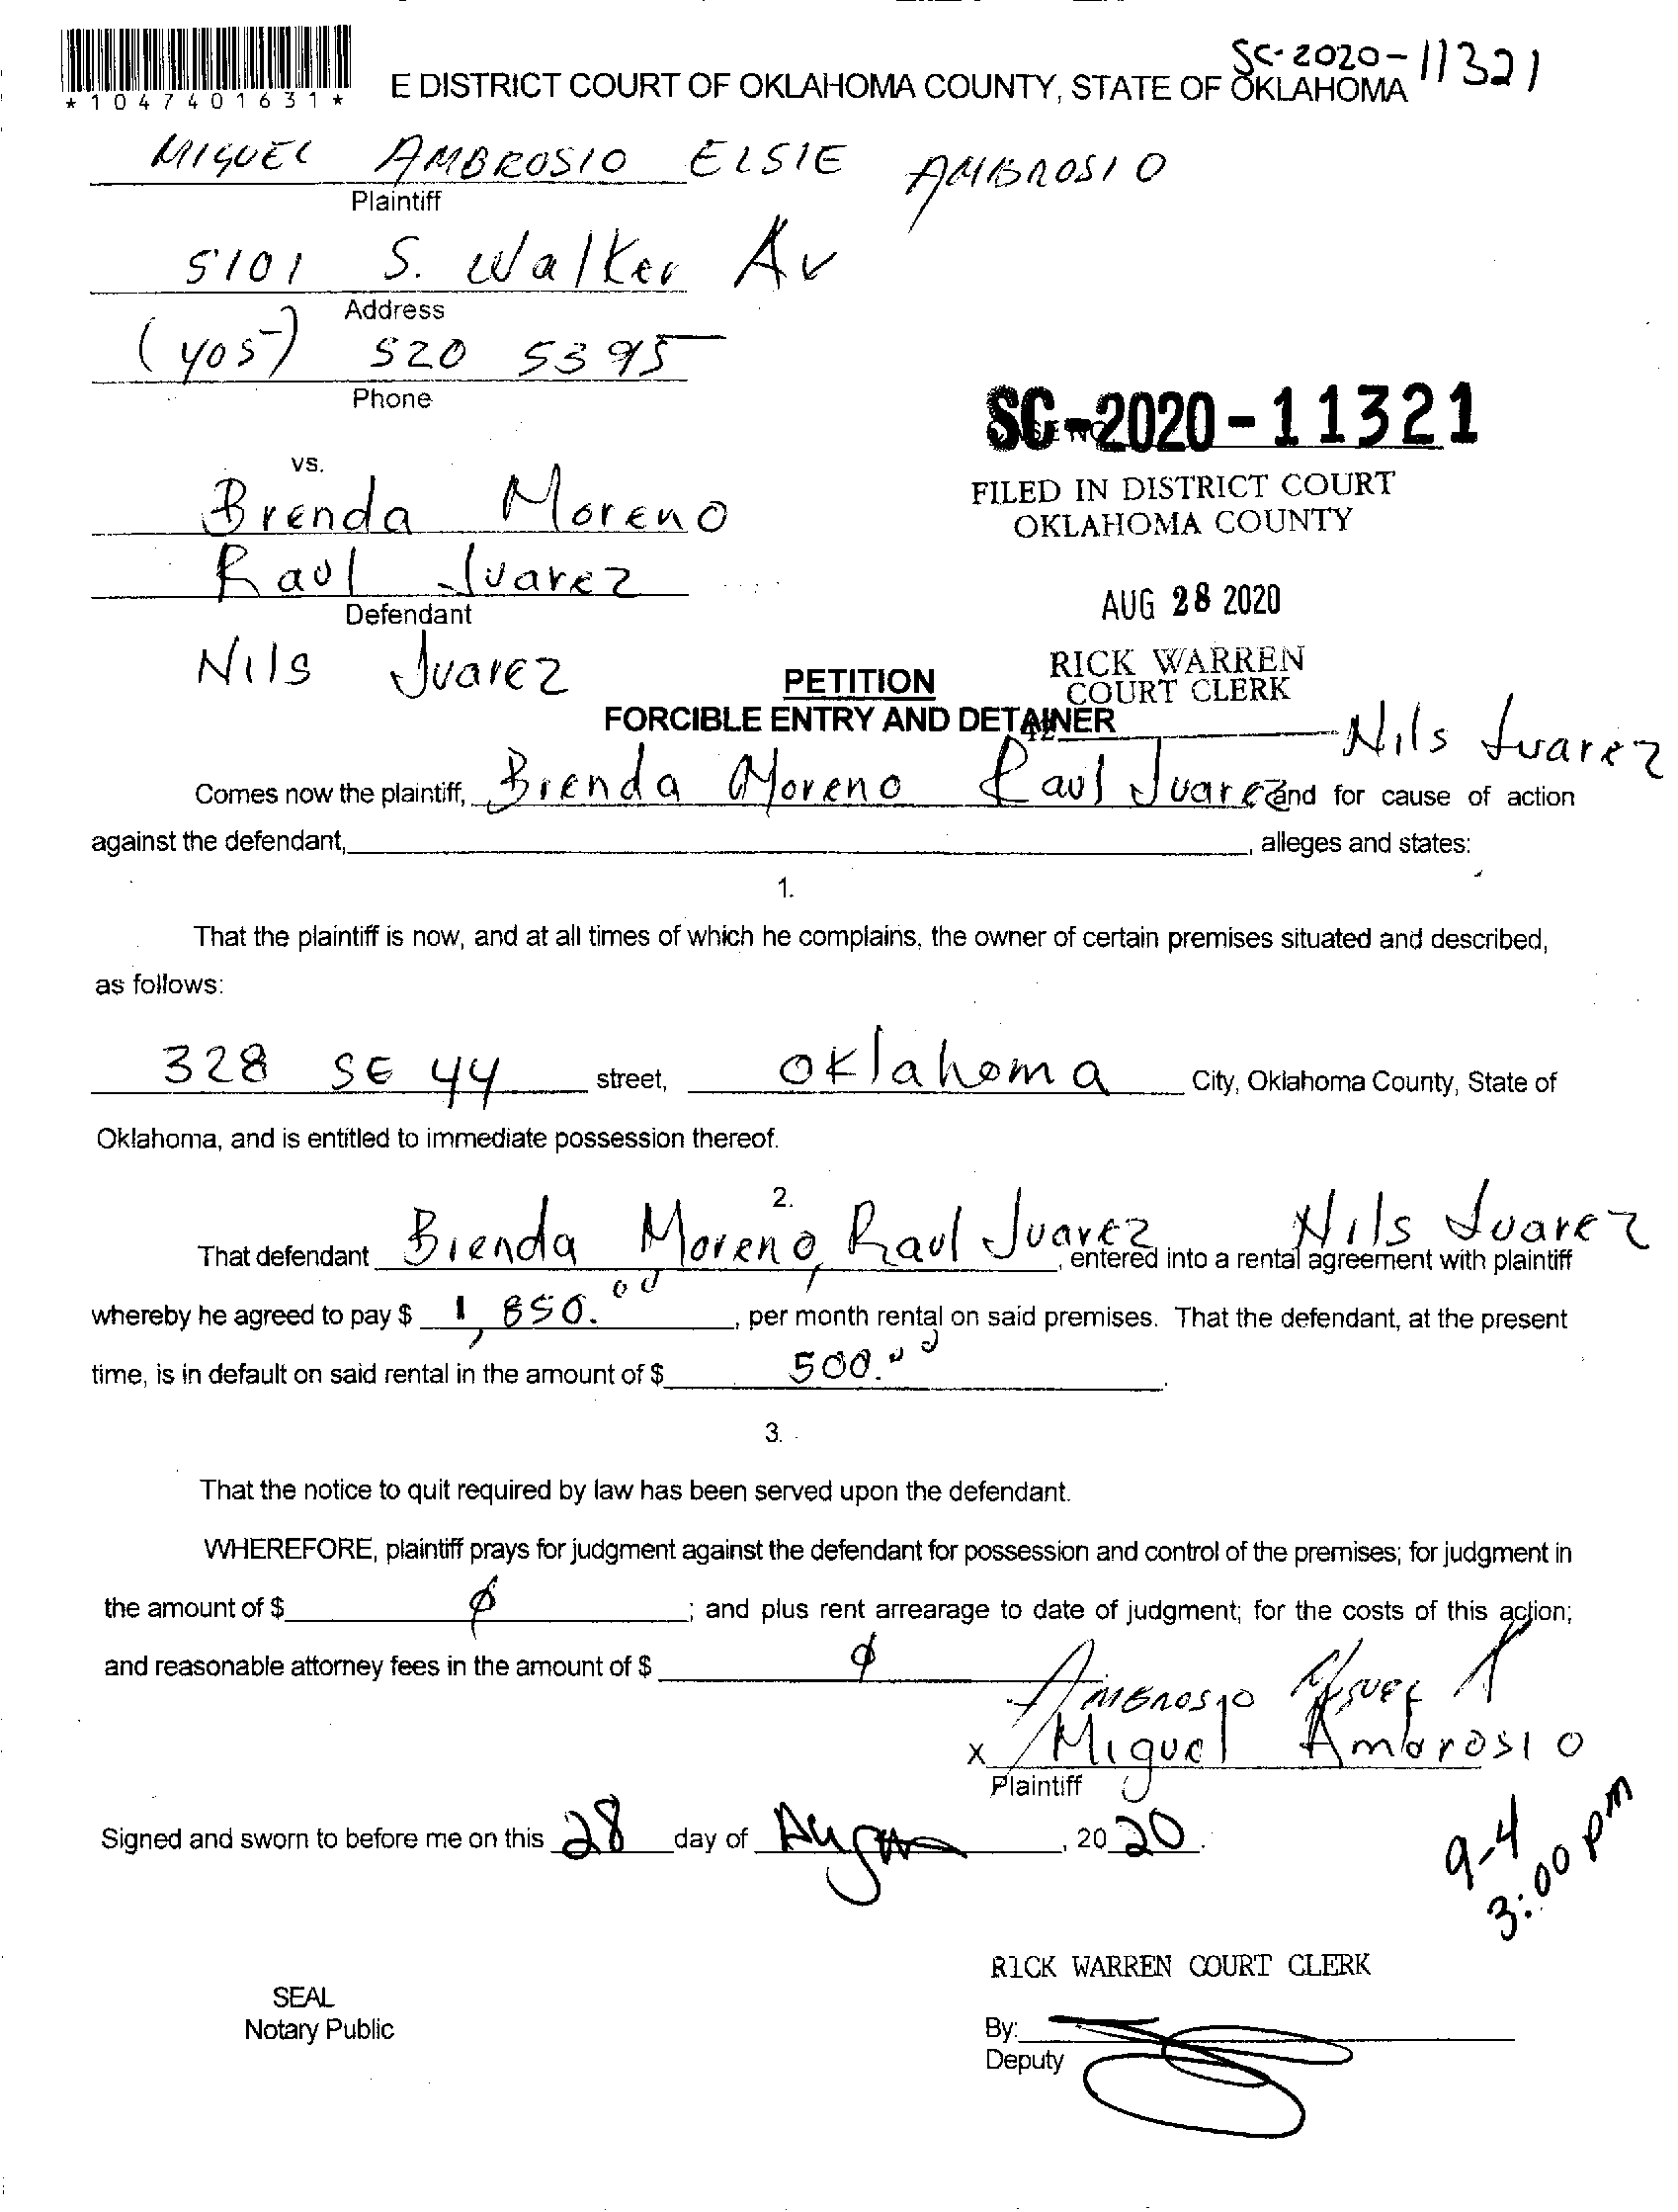 SC-2020-11321
*1047401631*
E DISTRICT COURT OF OKLAHOMA COUNTY, STATE OF OKLAHOMA
MIGUEL AMBROSIO ELSIE AMBROSIO
Plaintiff
5101 S. Walker Av
Address
(405) 520 5395
Phone
SC-2020-11321
vs.
Brenda Moreno
FILED IN DISTRICT COURT
OKLAHOMA COUNTY
Raul Juarez
Defendant
AUG 28 2020
Nils Juarez
RICK WARREN
COURT CLERK
PETITION
FORCIBLE ENTRY AND DETAINER
42
Nils Juarez
Comes now the plaintiff, Brenda Moreno Raul Juarez and for cause of action
against the defendant, , alleges and states:
1.
That the plaintiff is now, and at all times of which he complains, the owner of certain premises situated and described,
as follows:
328 SE 44 street, Oklahoma City, Oklahoma County, State of
Oklahoma, and is entitled to immediate possession thereof.
2.
That defendant Brenda Moreno, Raul Juarez Nils Juarez, entered into a rental agreement with plaintiff
whereby he agreed to pay $ 1,850.00, per month rental on said premises. That the defendant, at the present
time, is in default on said rental in the amount of $ 500.00.
3.
That the notice to quit required by law has been served upon the defendant.
WHEREFORE, plaintiff prays for judgment against the defendant for possession and control of the premises; for judgment in
the amount of $ ϕ; and plus rent arrearage to date of judgment; for the costs of this action;
and reasonable attorney fees in the amount of $ ϕ
AMBROSIO MIGUEL A
x Miguel Ambrosio
Plaintiff
Signed and sworn to before me on this 28 day of , 2020.
9-4
3:00 pm
RICK WARREN COURT CLERK
SEAL
Notary Public
By:
Deputy